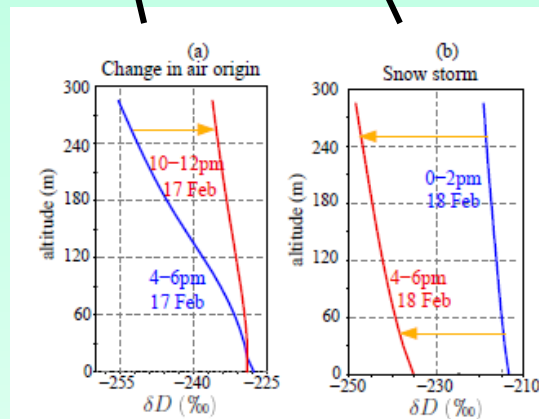 (a)
Change in air origin
300
240
180
120
60
0
altitude (m)
10−12pm
17 Feb
4−6pm
17 Feb
−255
−240
−225
δD (‰)
(b)
Snow storm
300
240
180
120
60
0
altitude (m)
0−2pm
18 Feb
4−6pm
18 Feb
−250
−230
−210
δD (‰)